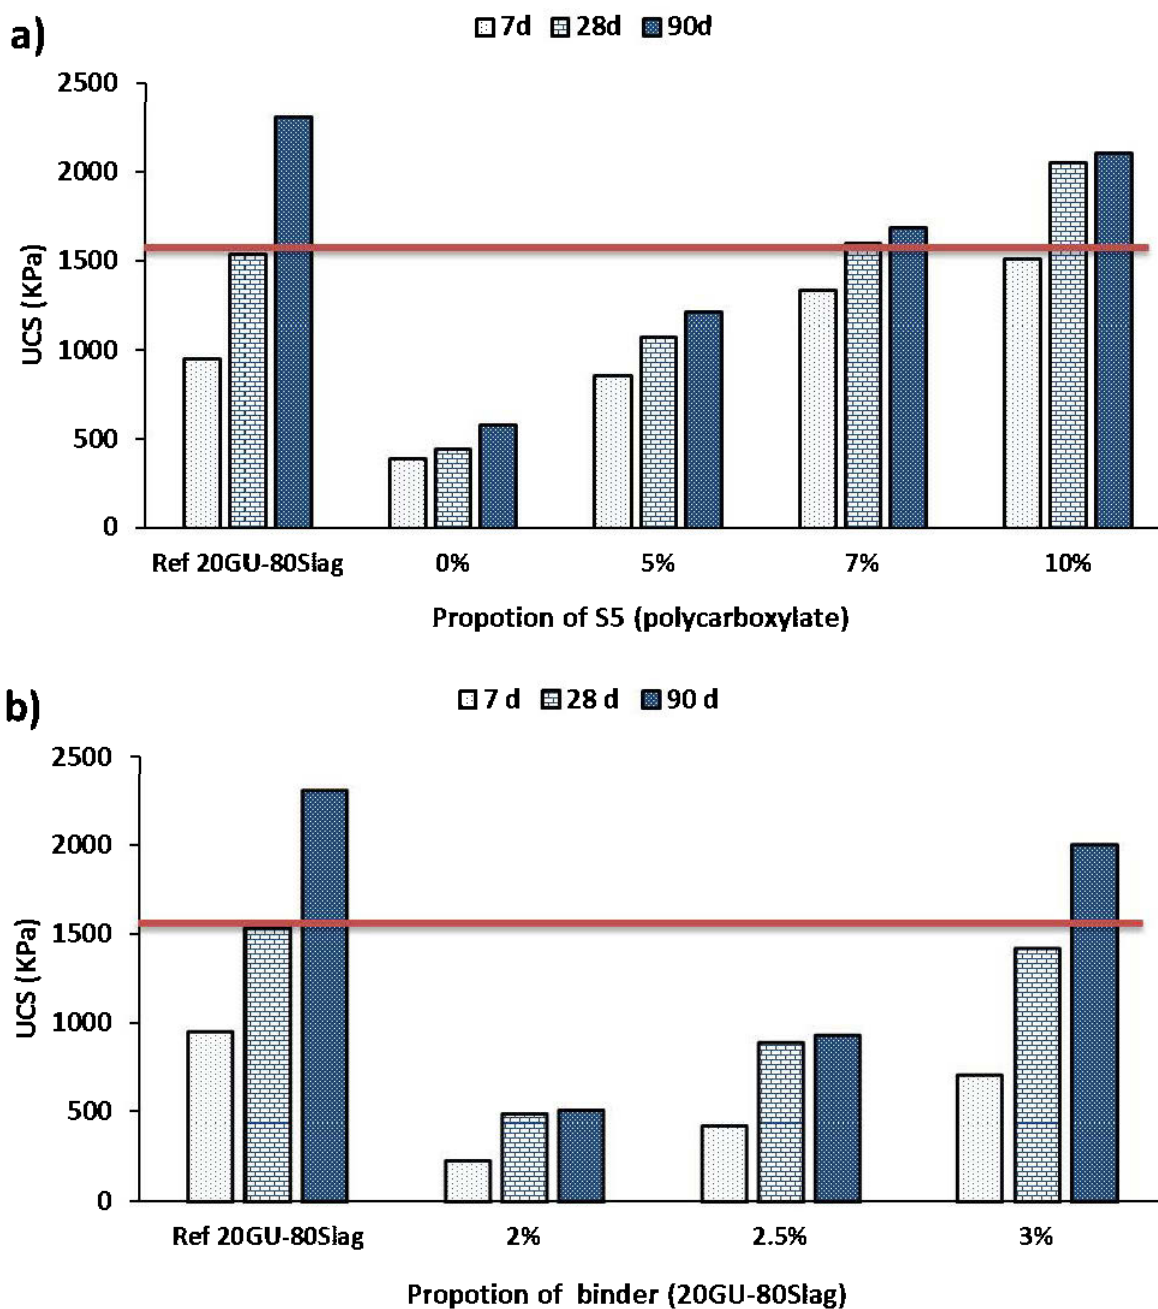 a)
7d 28d 90d
2500
2000
1500
1000
500
0
UCS (KPa)
Ref 20GU-80Slag 0% 5% 7% 10%
Propotion of S5 (polycarboxylate)
b)
7 d 28 d 90 d
2500
2000
1500
1000
500
0
UCS (KPa)
Ref 20GU-80Slag 2% 2.5% 3%
Propotion of binder (20GU-80Slag)